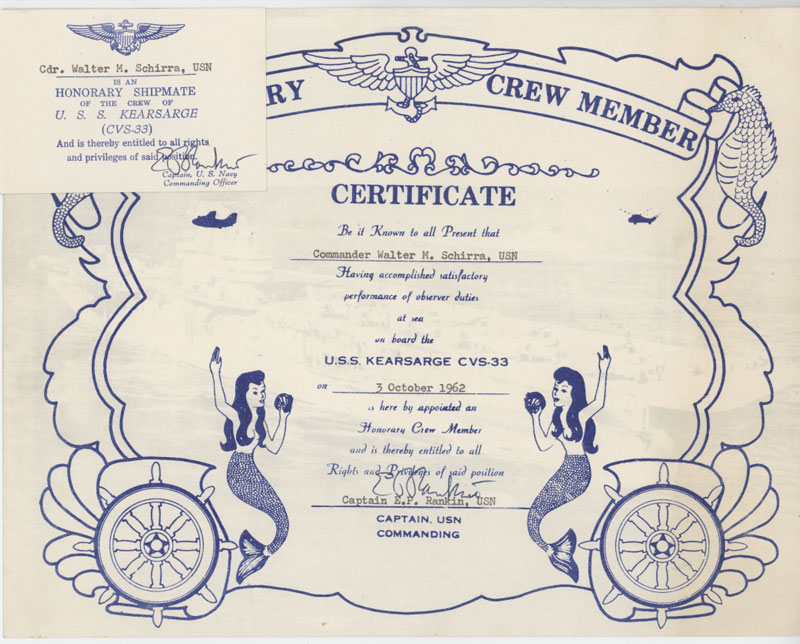 Cdr. Walter M. Schirra, USN
IS AN
HONORARY SHIPMATE
OF THE CREW OF
U. S. S. KEARSARGE
(CVS-33)
And is thereby entitled to all rights
and privileges of said position.
Captain, U. S. Navy
Commanding Officer
RY CREW MEMBER
CERTIFICATE
Be it Known to all Present that
Commander Walter M. Schirra, USN
Having accomplished satisfactory
performance of observer duties
at sea
on board the
U.S.S. KEARSARGE CVS-33
on 3 October 1962
is here by appointed an
Honorary Crew Member
and is thereby entitled to all
Rights and Privileges of said position
Captain E.P. Rankin, USN
CAPTAIN, USN
COMMANDING